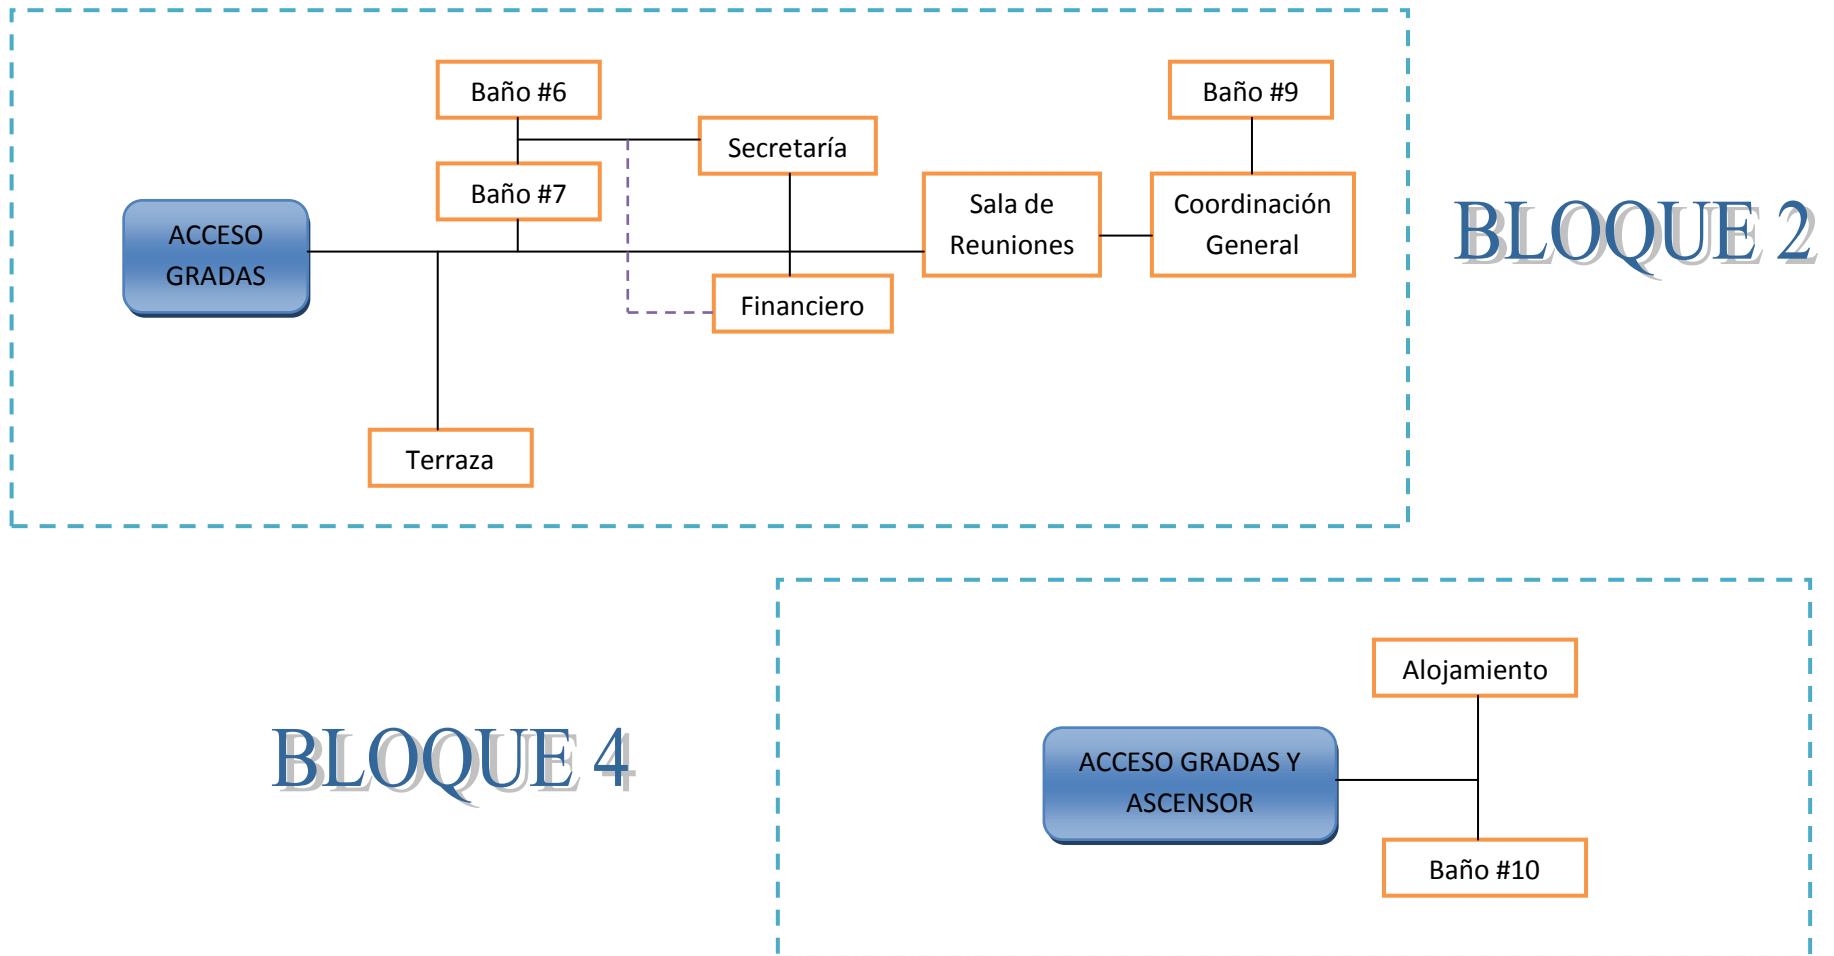 Baño #6
Baño #9
Secretaría
Baño #7
Sala de
Reuniones
Coordinación
General
ACCESO
GRADAS
BLOQUE 2
Financiero
Terraza
Alojamiento
BLOQUE 4
ACCESO GRADAS Y
ASCENSOR
Baño #10